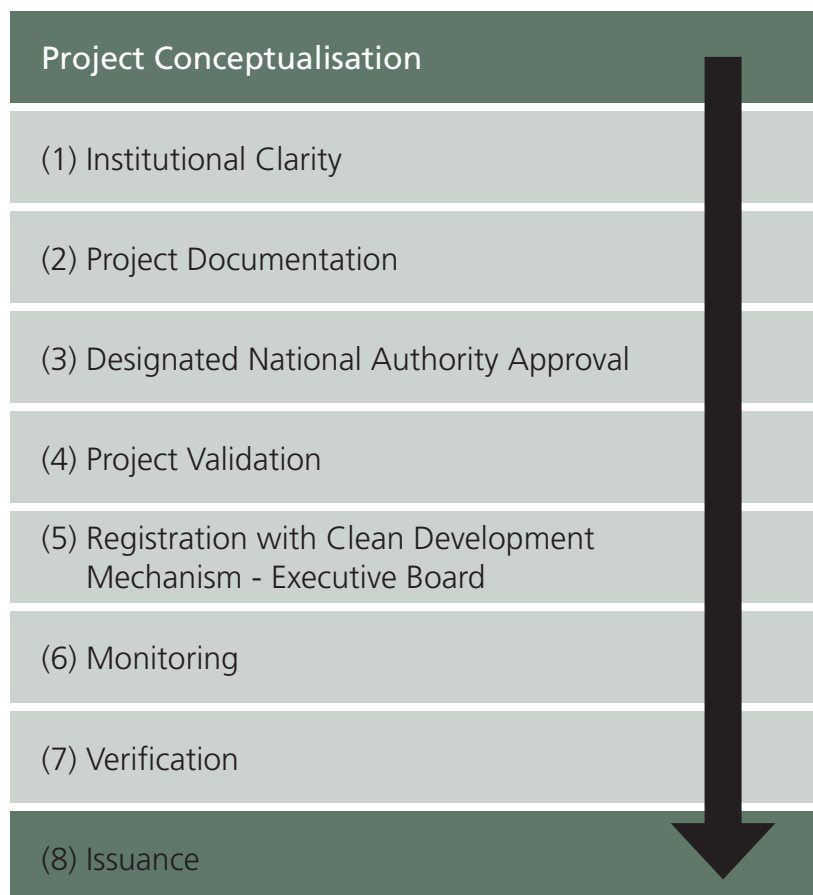 Project Conceptualisation
(1) Institutional Clarity
(2) Project Documentation
(3) Designated National Authority Approval
(4) Project Validation
(5) Registration with Clean Development
Mechanism - Executive Board
(6) Monitoring
(7) Verification
(8) Issuance